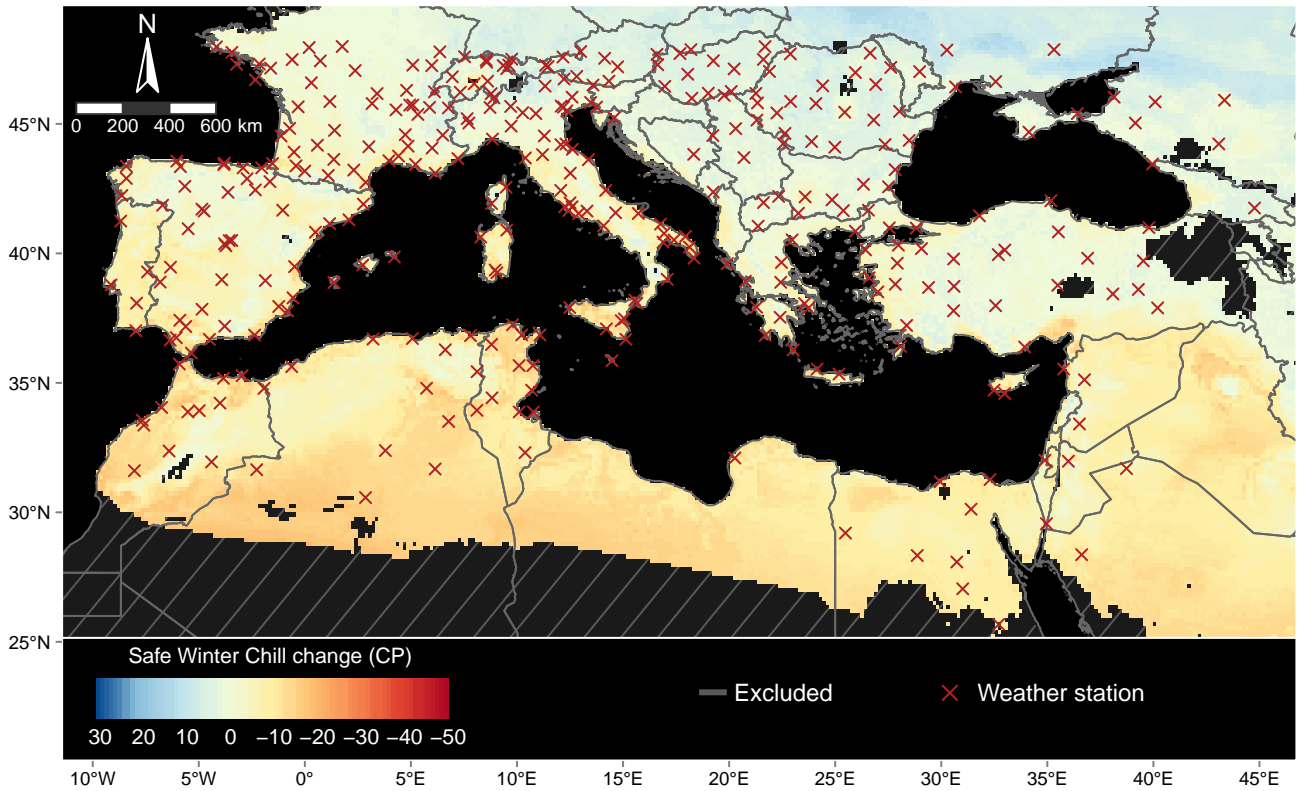 N
0 200 400 600 km
45°N
40°N
35°N
30°N
25°N
Safe Winter Chill change (CP)
30 20 10 0 −10 −20 −30 −40 −50
Excluded
Weather station
10°W 5°W 0° 5°E 10°E 15°E 20°E 25°E 30°E 35°E 40°E 45°E